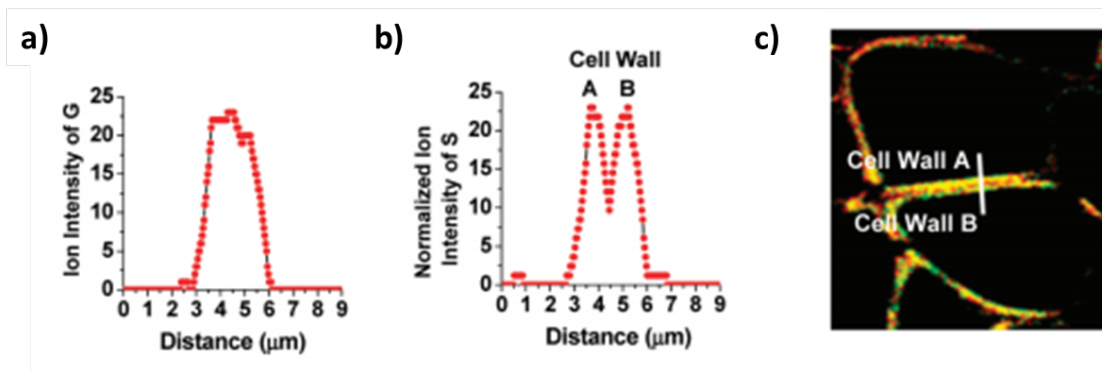 a)
Ion Intensity of G
25
20
15
10
5
0
0 1 2 3 4 5 6 7 8 9
Distance (μm)
b)
Cell Wall
A B
Normalized Ion
Intensity of S
25
20
15
10
5
0
0 1 2 3 4 5 6 7 8 9
Distance (μm)
c)
Cell Wall A
Cell Wall B